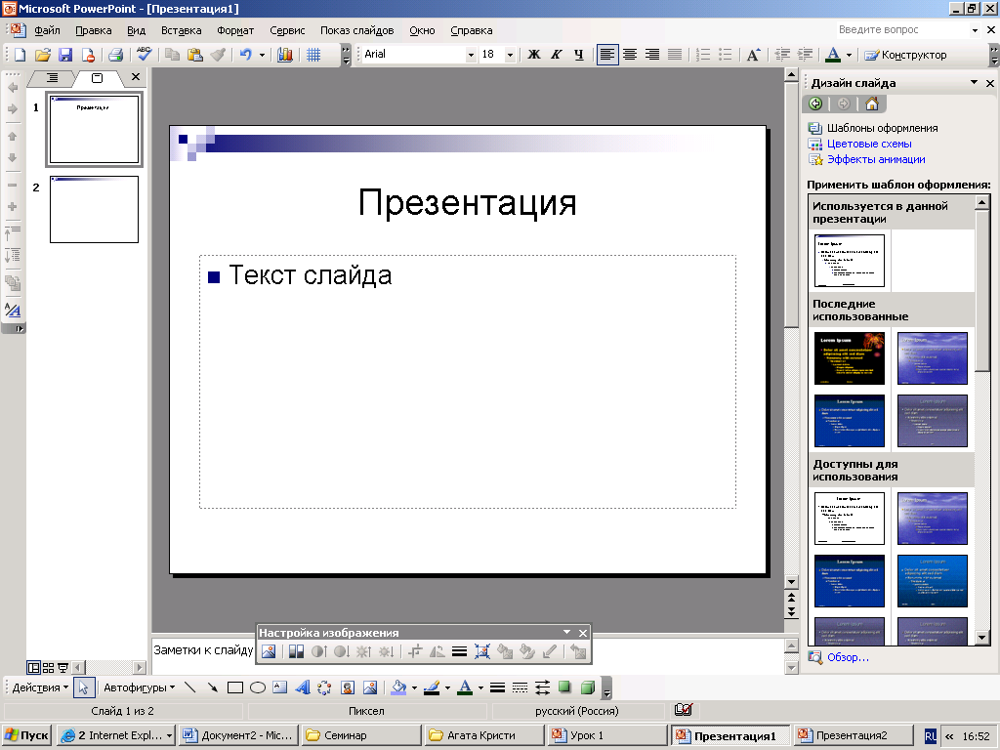 Microsoft PowerPoint - [Презентация1]
Файл Правка Вид Вставка Формат Сервис Показ слайдов Окно Справка Введите вопрос
Arial 18 Ж К Ч Конструктор
Дизайн слайда
1 Презентация
2
Презентация
Текст слайда
Шаблоны оформления
Цветовые схемы
Эффекты анимации
Применить шаблон оформления:
Используется в данной
презентации
Последние
использованные
Lorem Ipsum
Доступны для
использования
Обзор...
Настройка изображения
Заметки к слайду
Действия Автофигуры
Слайд 1 из 2 Пиксел русский (Россия)
Пуск 2 Internet Expl... Документ2 - Mic... Семинар Агата Кристи Урок 1 Презентация1 Презентация2 RL « 16:52